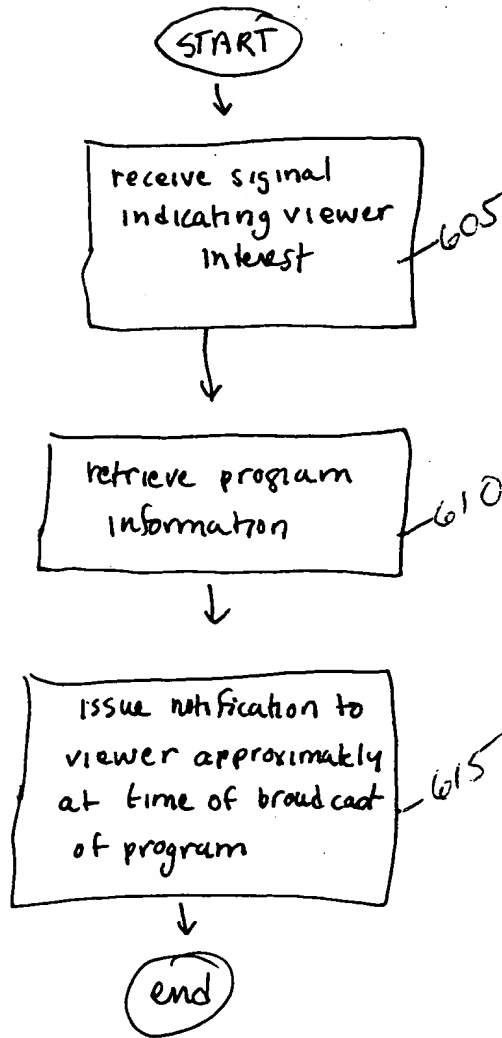 START
receive siginal
indicating viewer
interest
605
retrieve program
information
610
issue notification to
viewer approximately
at time of broadcast
of program
615
end